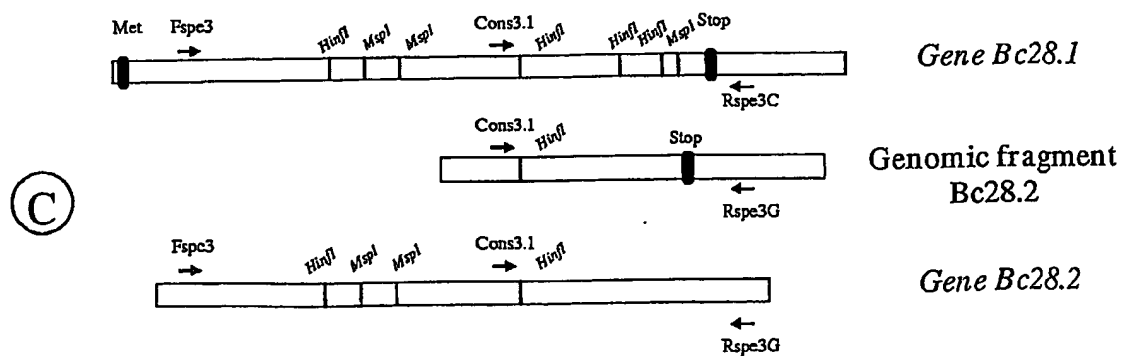 Met Fspe3 HinfI MspI MspI Cons3.1 HinfI HinfI HinfI MspI Stop
Gene Bc28.1
Rspe3C
Cons3.1 HinfI Stop
Genomic fragment
Bc28.2
Rspe3G
C
Fspe3 HinfI MspI MspI Cons3.1 HinfI
Gene Bc28.2
Rspe3G